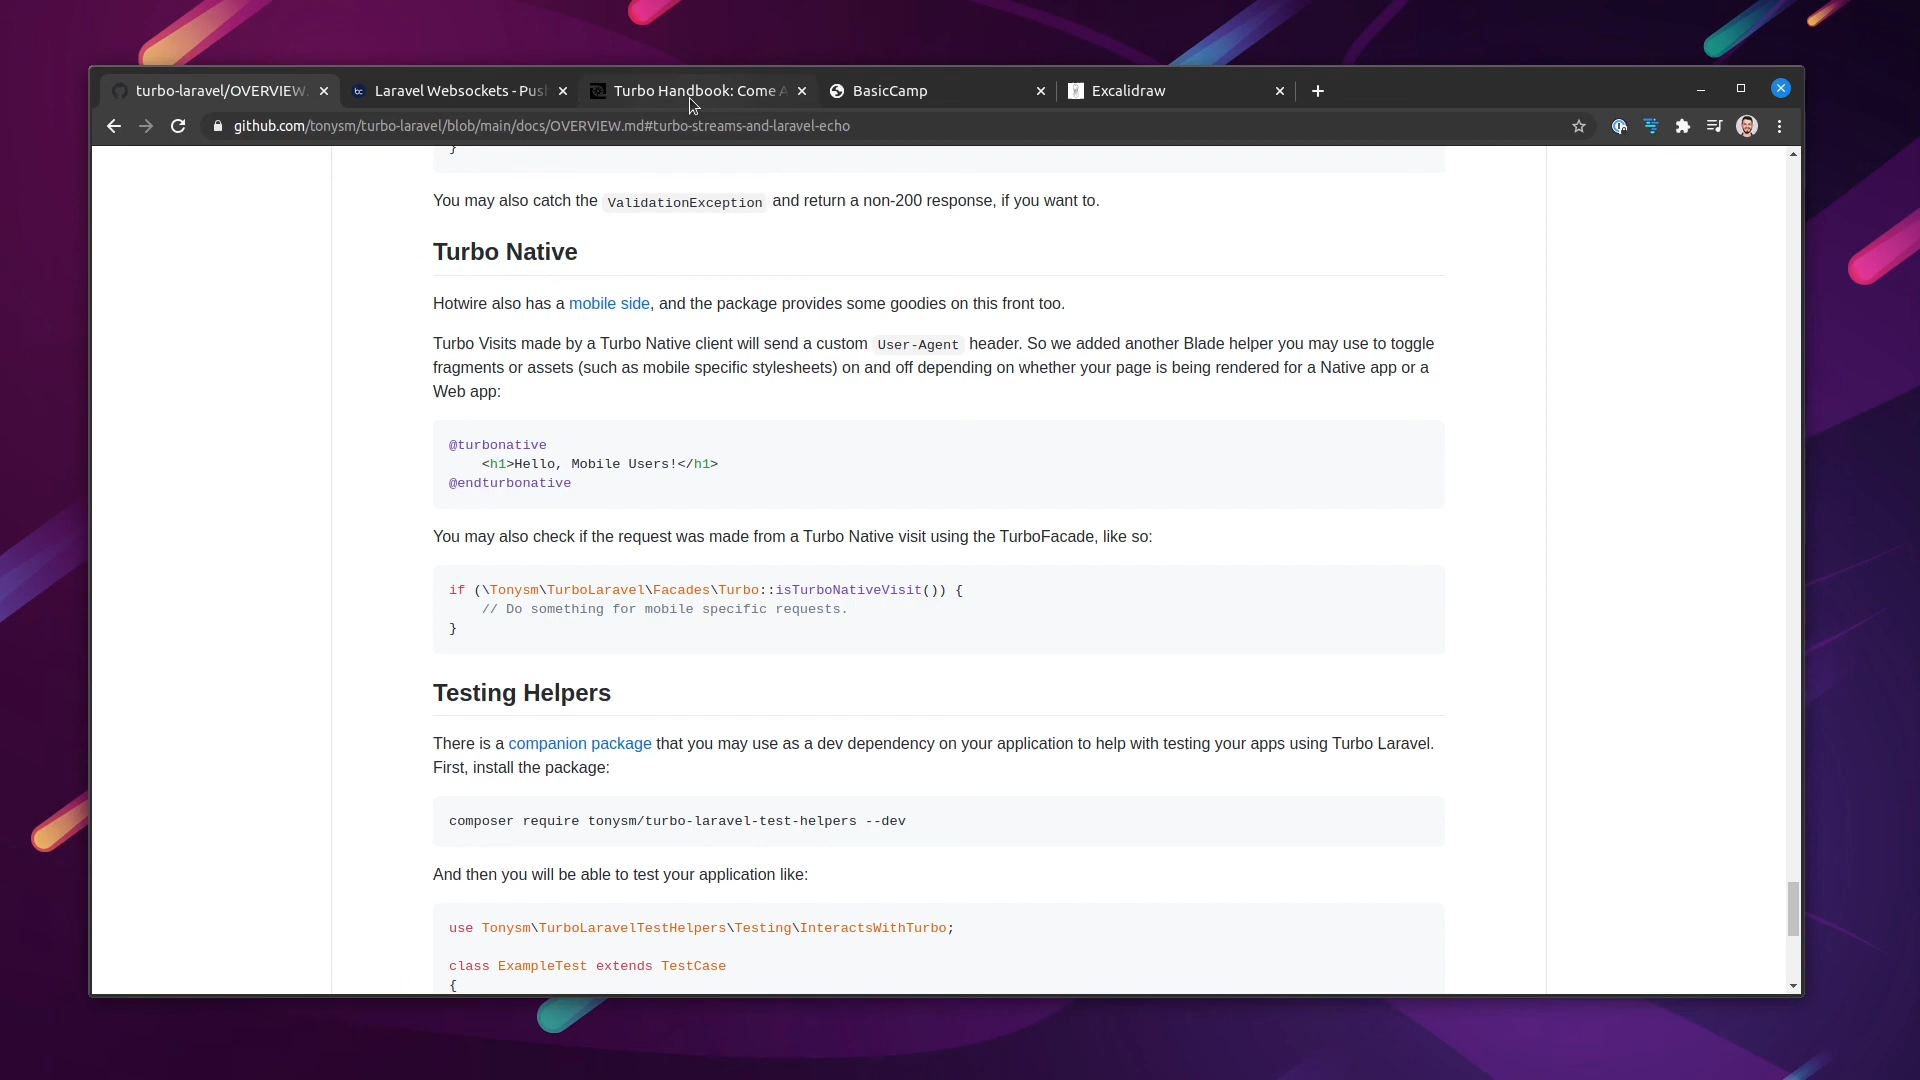 turbo-laravel/OVERVIEW.
Laravel Websockets - Push
Turbo Handbook: Come A
BasicCamp
Excalidraw
github.com/tonysm/turbo-laravel/blob/main/docs/OVERVIEW.md#turbo-streams-and-laravel-echo
}
You may also catch the ValidationException and return a non-200 response, if you want to.
Turbo Native
Hotwire also has a mobile side, and the package provides some goodies on this front too.
Turbo Visits made by a Turbo Native client will send a custom User-Agent header. So we added another Blade helper you may use to toggle
fragments or assets (such as mobile specific stylesheets) on and off depending on whether your page is being rendered for a Native app or a
Web app:
@turbonative
<h1>Hello, Mobile Users!</h1>
@endturbonative
You may also check if the request was made from a Turbo Native visit using the TurboFacade, like so:
if (\Tonysm\TurboLaravel\Facades\Turbo::isTurboNativeVisit()) {
// Do something for mobile specific requests.
}
Testing Helpers
There is a companion package that you may use as a dev dependency on your application to help with testing your apps using Turbo Laravel.
First, install the package:
composer require tonysm/turbo-laravel-test-helpers --dev
And then you will be able to test your application like:
use Tonysm\TurboLaravelTestHelpers\Testing\InteractsWithTurbo;
class ExampleTest extends TestCase
{